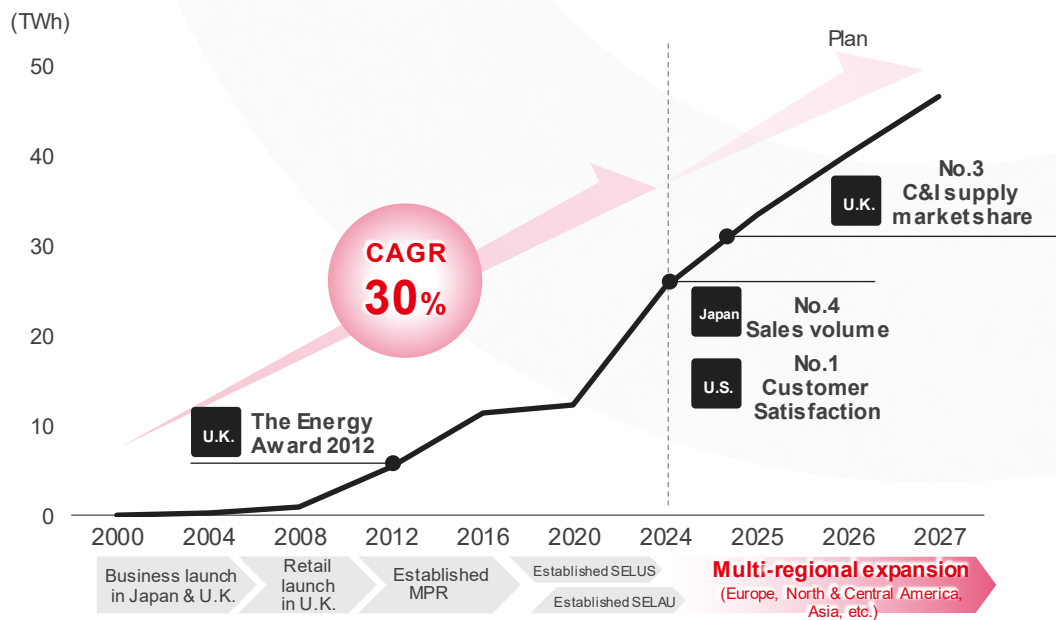 (TWh)
Plan
50
40
30
20
10
0
CAGR
30%
U.K.
The Energy
Award 2012
U.K.
No.3
C&I supply
market share
Japan
No.4
Sales volume
U.S.
No.1
Customer
Satisfaction
2000 2004 2008 2012 2016 2020 2024 2025 2026 2027
Business launch
in Japan & U.K.
Retail
launch
in U.K.
Established
MPR
Established SELUS
Established SELAU
Multi-regional expansion
(Europe, North & Central America,
Asia, etc.)